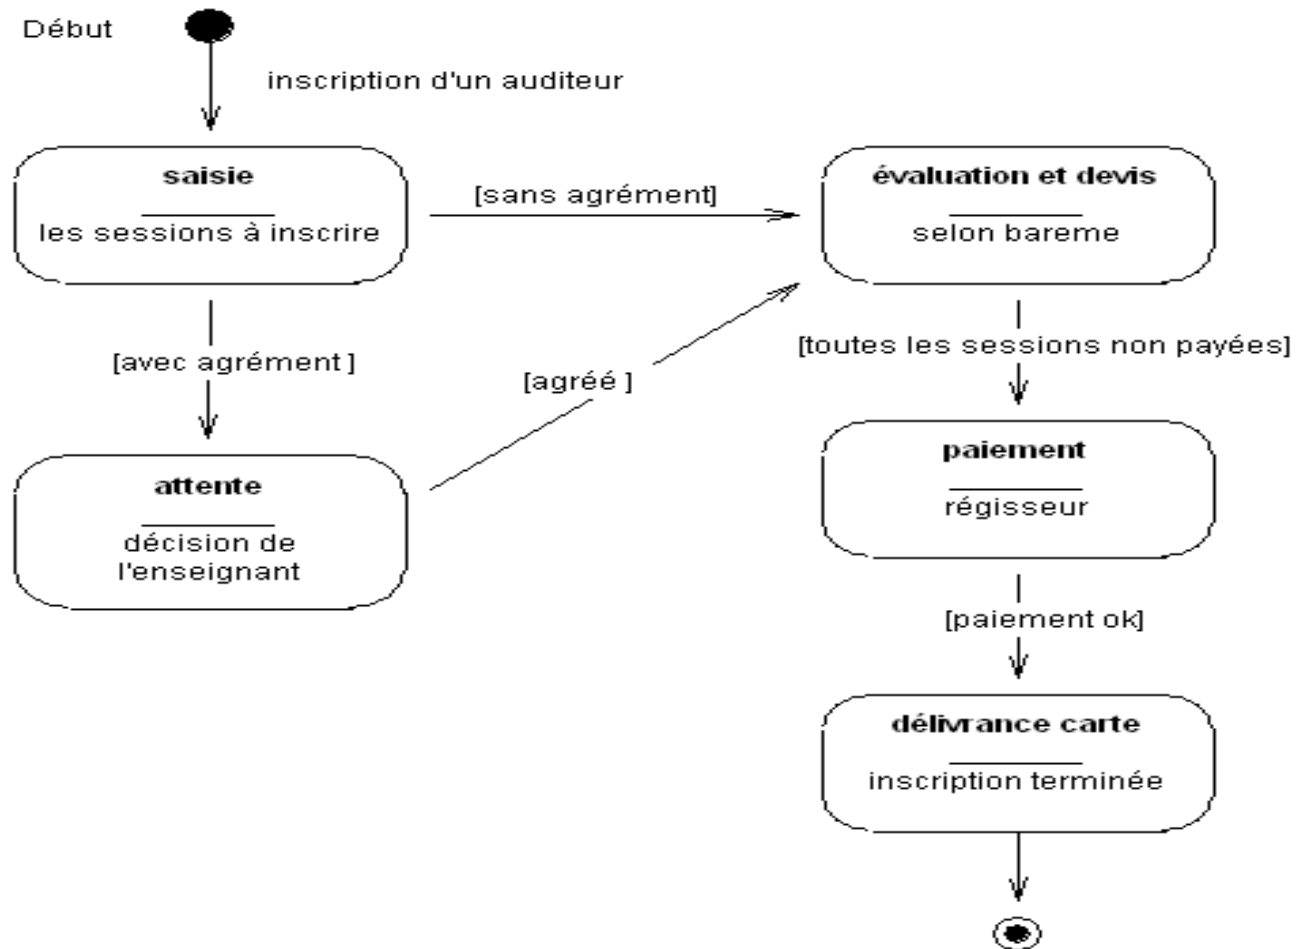 Début
inscription d'un auditeur
saisie
les sessions à inscrire
[sans agrément]
évaluation et devis
selon bareme
[avec agrément ]
[agréé ]
[toutes les sessions non payées]
attente
décision de
l'enseignant
paiement
régisseur
[paiement ok]
délivrance carte
inscription terminée